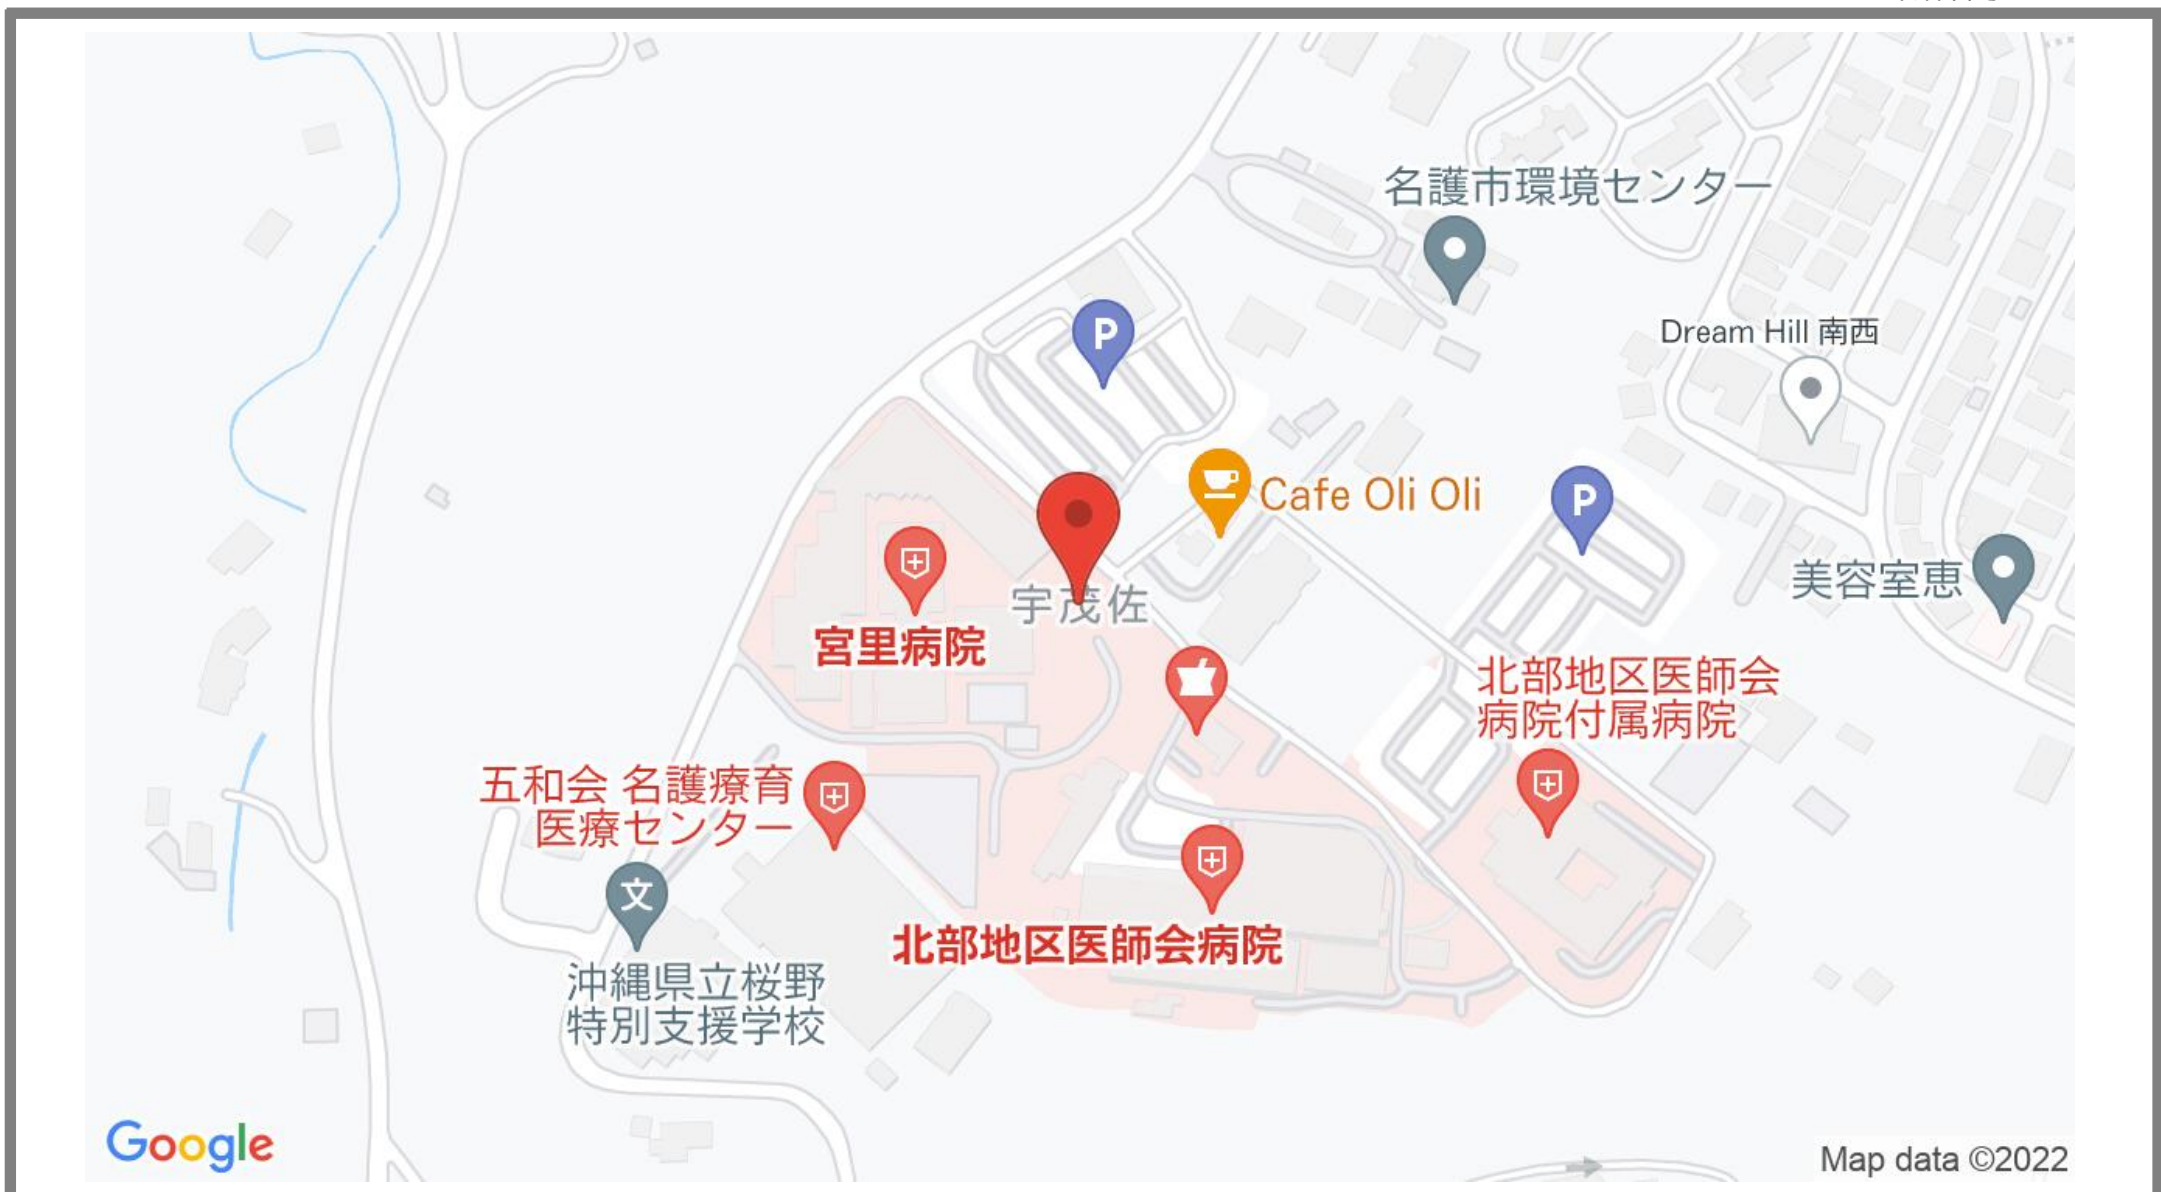 名護市環境センター
P
Dream Hill 南西
Cafe Oli Oli
P
美容室恵
宇茂佐
宮里病院
北部地区医師会
病院付属病院
五和会 名護療育
医療センター
文
北部地区医師会病院
沖縄県立桜野
特別支援学校
Google
Map data ©2022